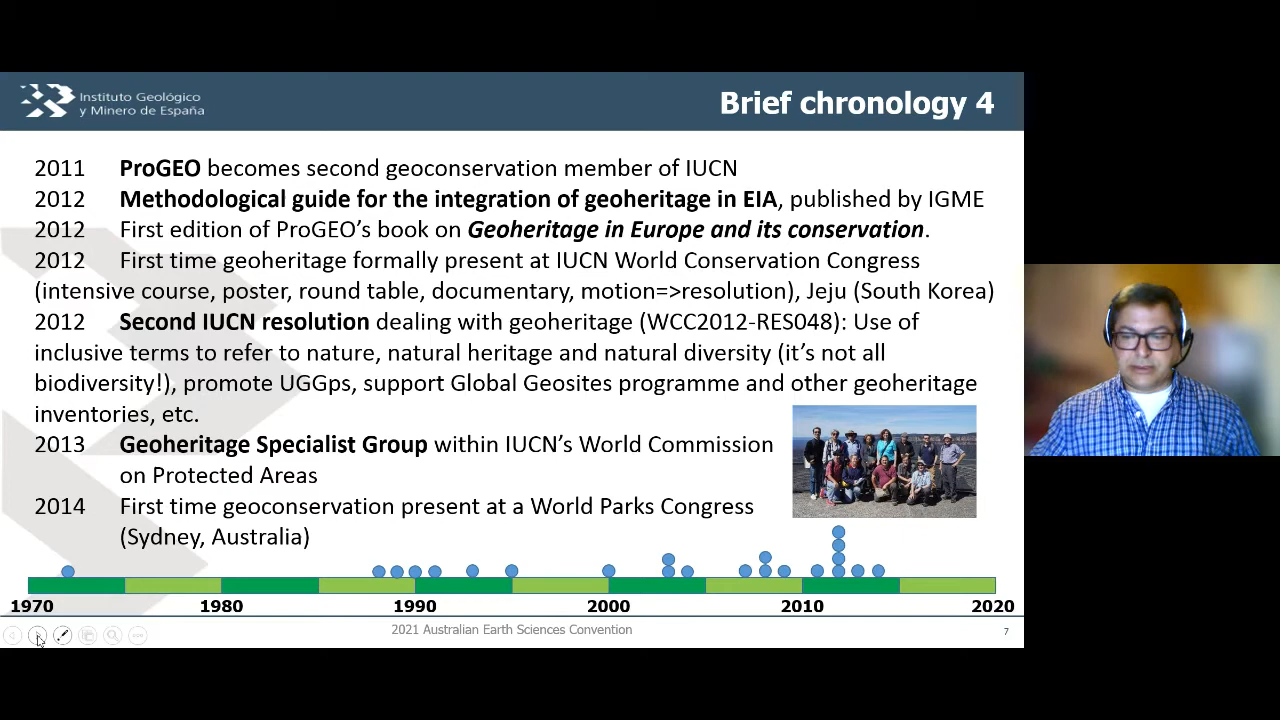 Instituto Geológico
y Minero de España
Brief chronology 4
2011 ProGEO becomes second geoconservation member of IUCN
2012 Methodological guide for the integration of geoheritage in EIA, published by IGME
2012 First edition of ProGEO’s book on Geoheritage in Europe and its conservation.
2012 First time geoheritage formally present at IUCN World Conservation Congress
(intensive course, poster, round table, documentary, motion=>resolution), Jeju (South Korea)
2012 Second IUCN resolution dealing with geoheritage (WCC2012-RES048): Use of
inclusive terms to refer to nature, natural heritage and natural diversity (it’s not all
biodiversity!), promote UGGps, support Global Geosites programme and other geoheritage
inventories, etc.
2013 Geoheritage Specialist Group within IUCN’s World Commission
on Protected Areas
2014 First time geoconservation present at a World Parks Congress
(Sydney, Australia)
1970 1980 1990 2000 2010 2020
2021 Australian Earth Sciences Convention
7